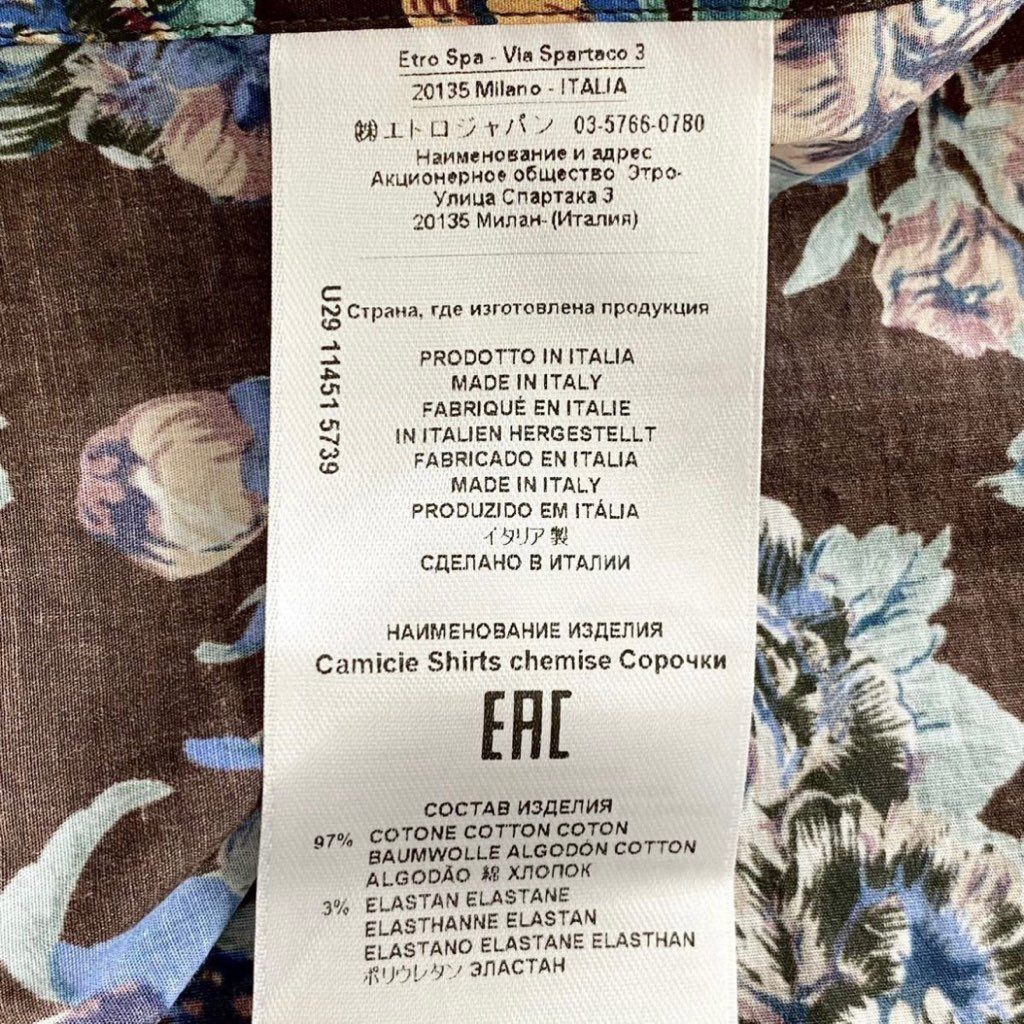 Etro Spa - Via Spartaco 3
20135 Milano - ITALIA
㈱エトロジャパン 03-5766-0780
Наименование и адрес
Акционерное общество Этро-
Улица Спартака 3
20135 Милан-(Италия)
U29 11451 5739
Страна, где изготовлена продукция
PRODOTTO IN ITALIA
MADE IN ITALY
FABRIQUÉ EN ITALIE
IN ITALIEN HERGESTELLT
FABRICADO EN ITALIA
MADE IN ITALY
PRODUZIDO EM ITÁLIA
イタリア製
СДЕЛАНО В ИТАЛИИ
НАИМЕНОВАНИЕ ИЗДЕЛИЯ
Camicie Shirts chemise Сорочки
EAC
СОСТАВ ИЗДЕЛИЯ
97% COTONE COTTON COTON
BAUMWOLLE ALGODÓN COTTON
ALGODÃO 綿 ХЛОПОК
3% ELASTAN ELASTANE
ELASTHANNE ELASTAN
ELASTANO ELASTANE ELASTHAN
ポリウレタン ЭЛАСТАН